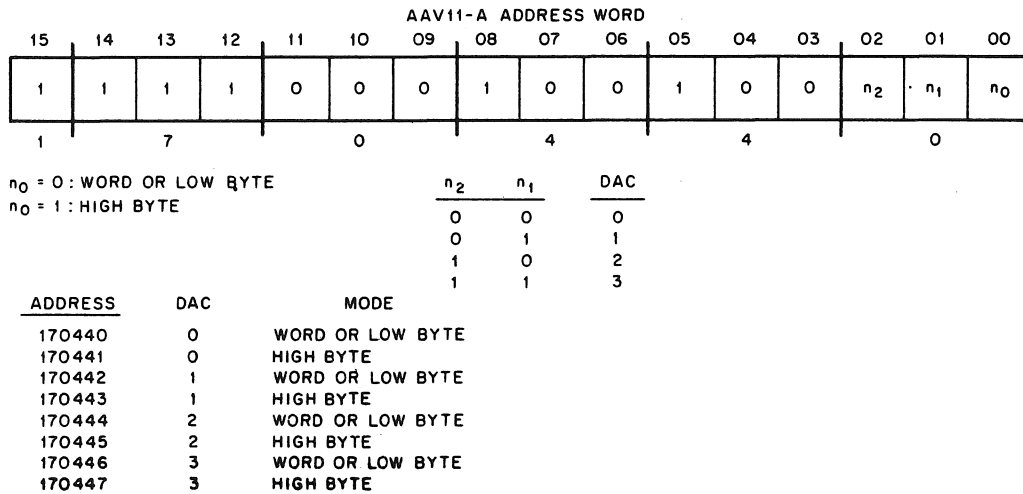 AAV11-A ADDRESS WORD
15 14 13 12 11 10 09 08 07 06 05 04 03 02 01 00
1 1 1 1 0 0 0 1 0 0 1 0 0 n2 n1 n0
1 7 0 4 4 0
n0 = 0: WORD OR LOW BYTE
n0 = 1: HIGH BYTE
n2 n1 DAC
0 0 0
0 1 1
1 0 2
1 1 3
ADDRESS DAC MODE
170440 0 WORD OR LOW BYTE
170441 0 HIGH BYTE
170442 1 WORD OR LOW BYTE
170443 1 HIGH BYTE
170444 2 WORD OR LOW BYTE
170445 2 HIGH BYTE
170446 3 WORD OR LOW BYTE
170447 3 HIGH BYTE